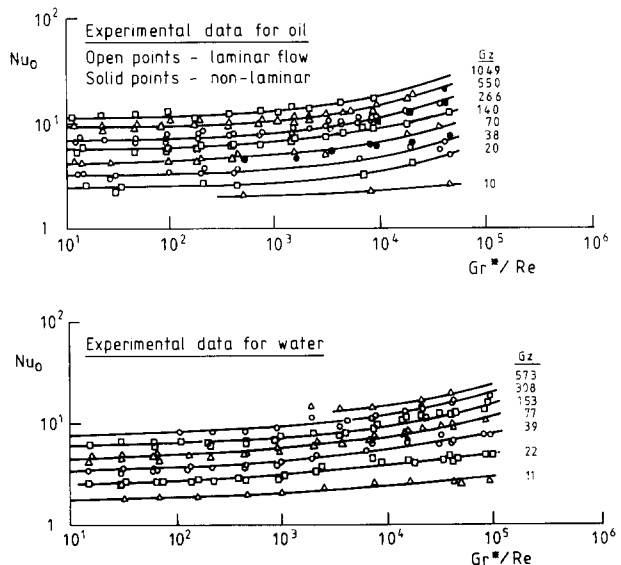 10²
Experimental data for oil
Nu₀
Open points - laminar flow
Solid points - non-laminar
Gz
1049
550
266
140
70
38
20
10
10¹
1
10¹ 10² 10³ 10⁴ 10⁵ 10⁶
Gr*/Re
10²
Experimental data for water
Nu₀
Gz
573
308
153
77
39
22
11
10¹
1
10¹ 10² 10³ 10⁴ 10⁵ 10⁶
Gr*/Re